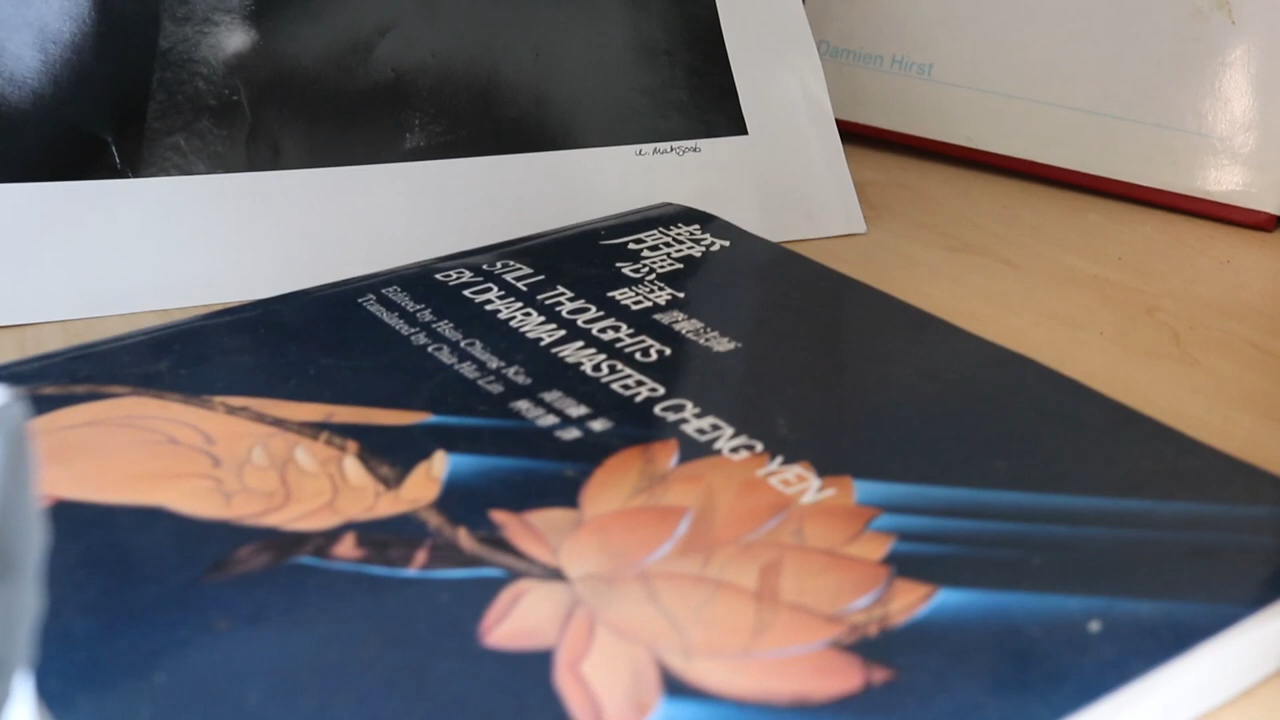 Damien Hirst
靜思語
證嚴法師
STILL THOUGHTS
BY DHARMA MASTER CHENG YEN
Edited by Hsin-Chiang Kao
Translated by Chia-Hui Lin